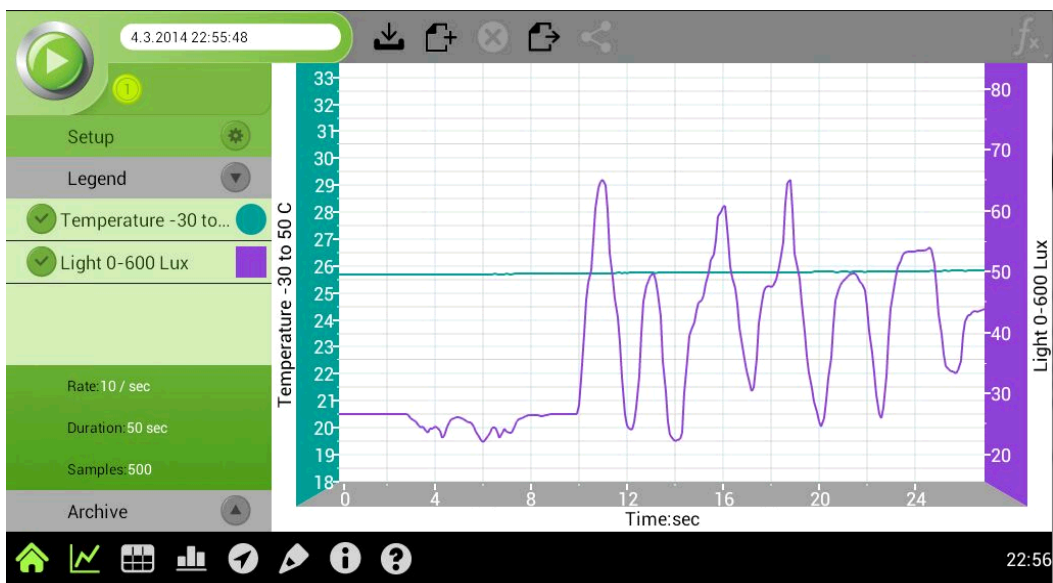 4.3.2014 22:55:48
1
Setup
Legend
Temperature -30 to...
Light 0-600 Lux
Rate:10 / sec
Duration:50 sec
Samples:500
Archive
Temperature -30 to 50 C
33
32
31
30
29
28
27
26
25
24
23
22
21
20
19
18
0 4 8 12 16 20 24
Time:sec
80
70
60
50
40
30
20
Light 0-600 Lux
fx
22:56